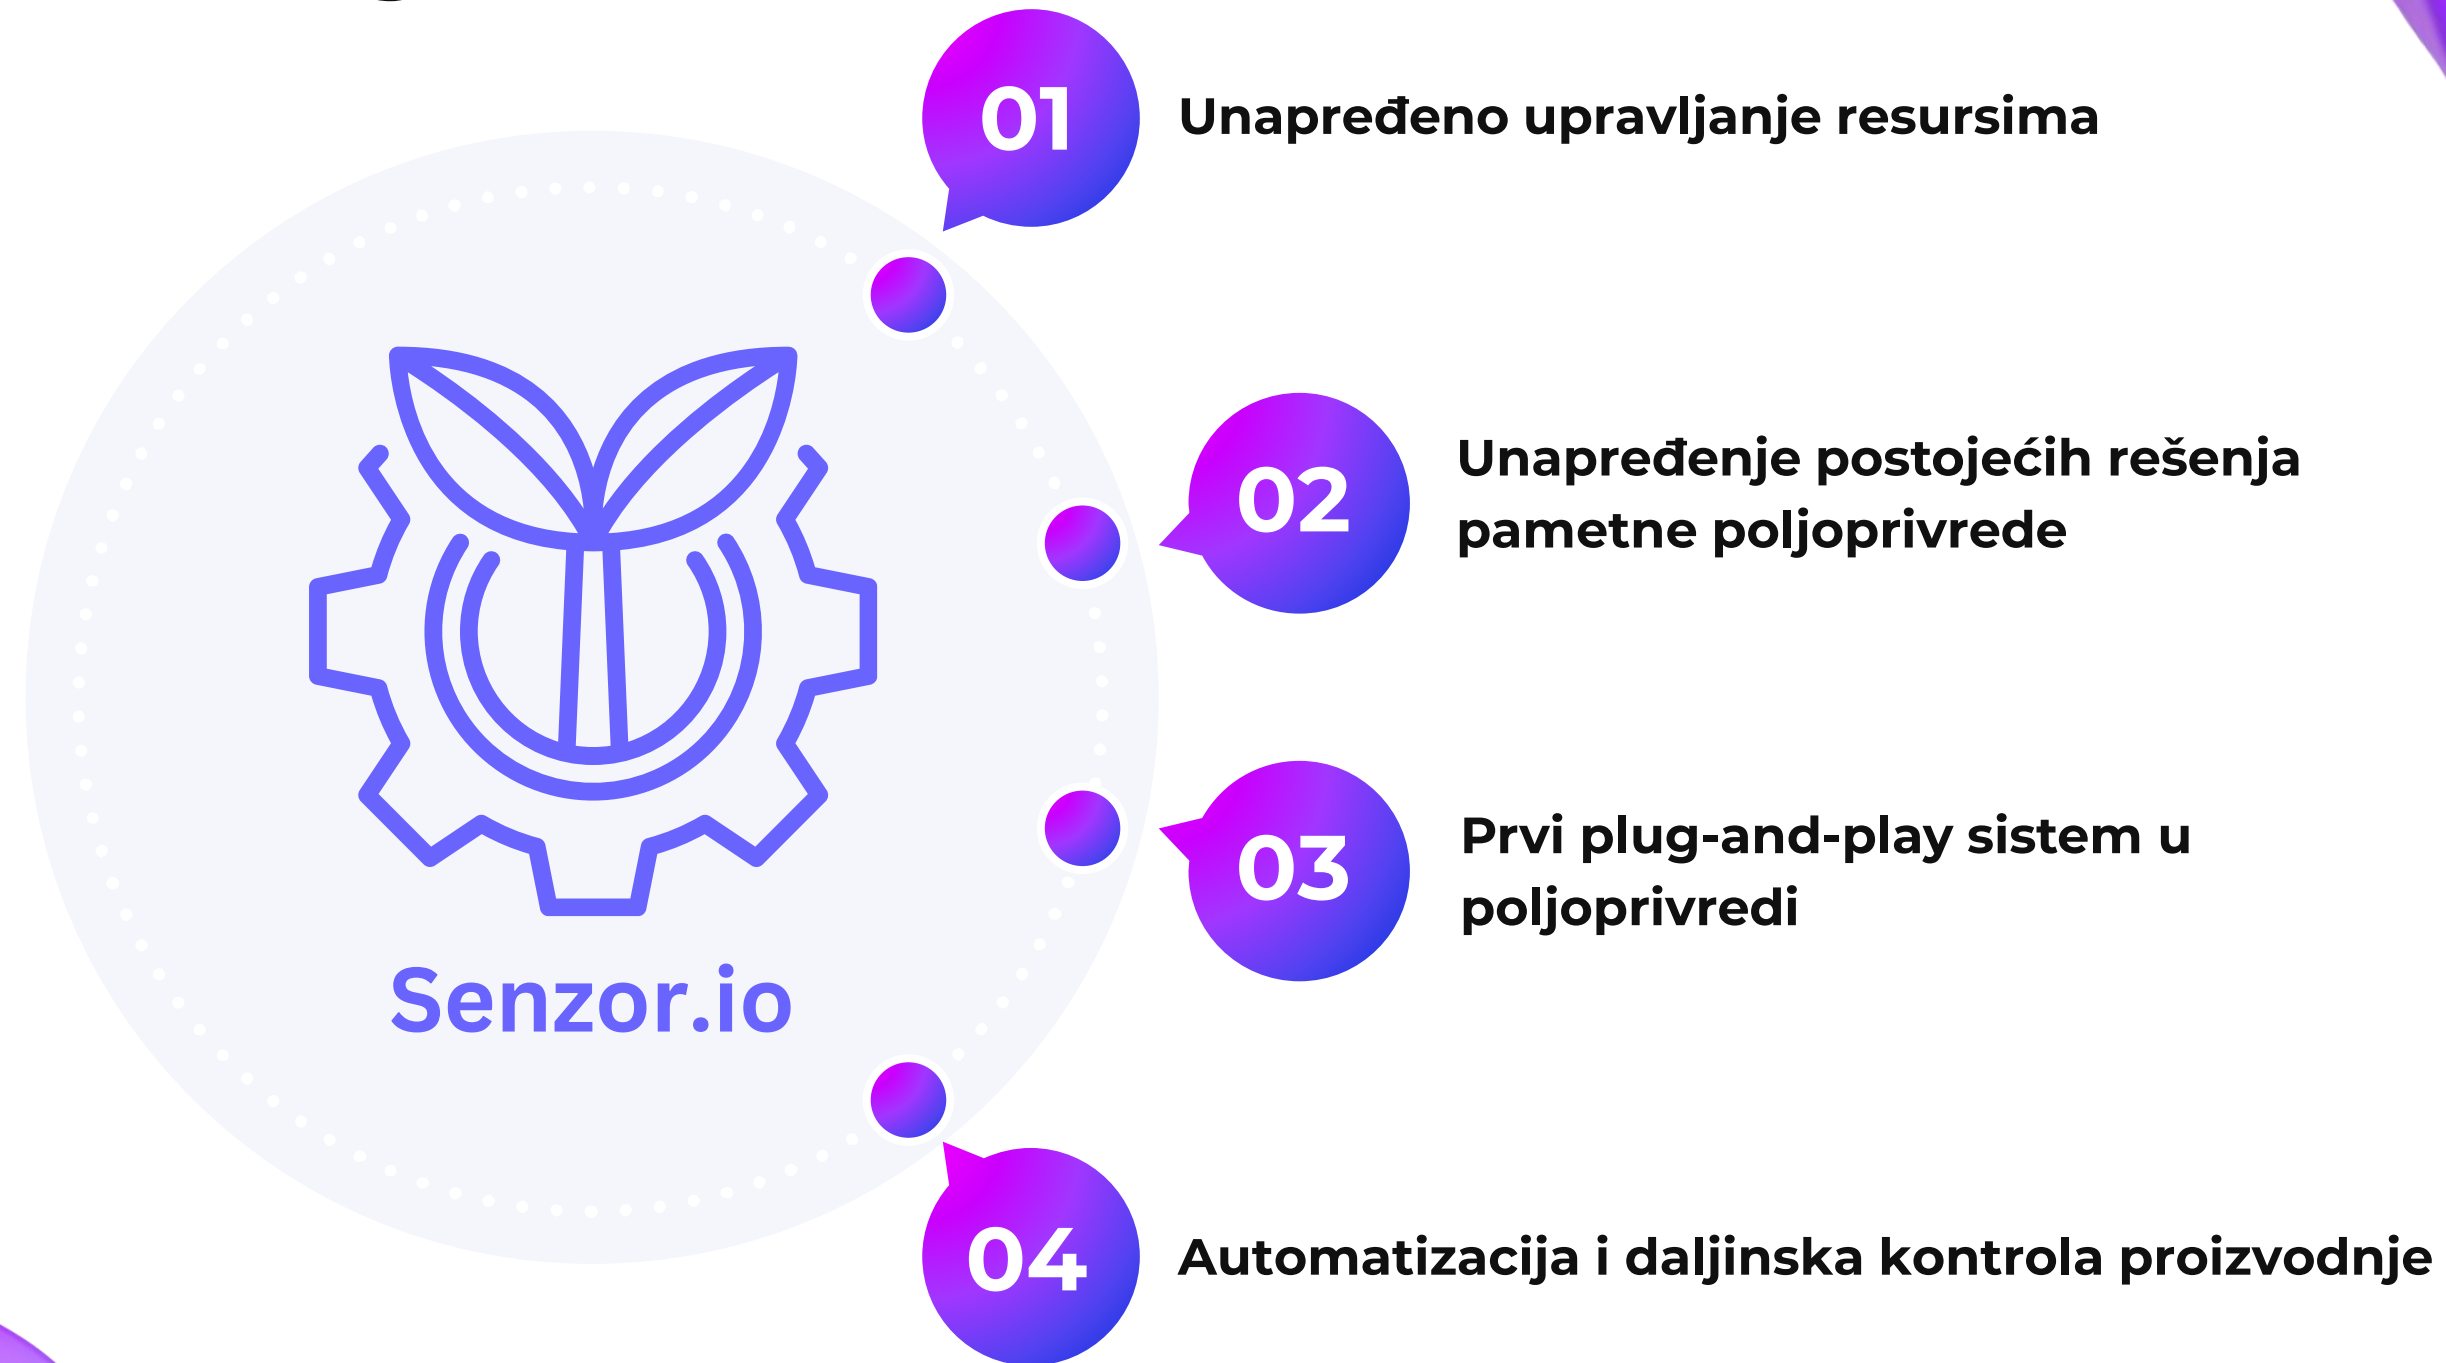 01
Unapređeno upravljanje resursima
02
Unapređenje postojećih rešenja
pametne poljoprivrede
03
Prvi plug-and-play sistem u
poljoprivredi
Senzor.io
04
Automatizacija i daljinska kontrola proizvodnje